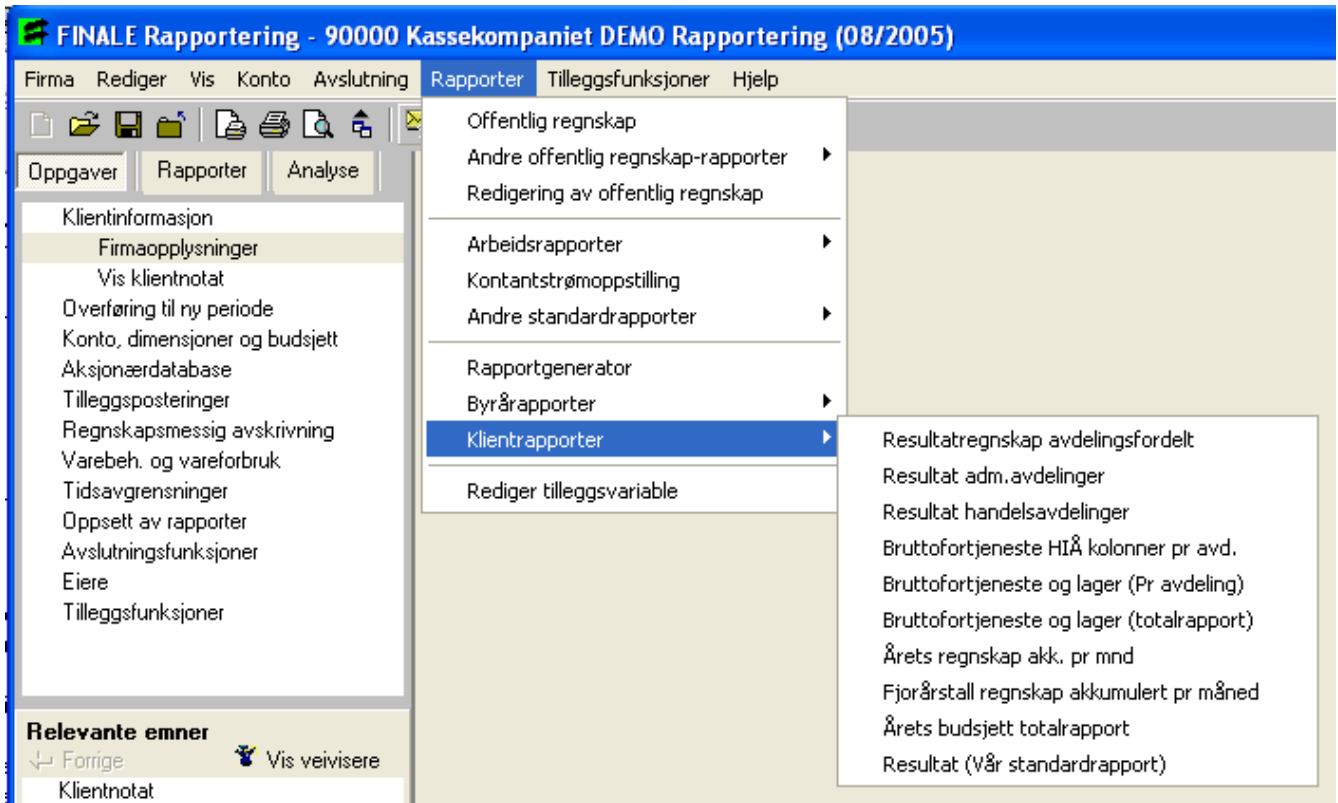 FINALE Rapportering - 90000 Kassekompaniet DEMO Rapportering (08/2005)
Firma Rediger Vis Konto Avslutning Rapporter Tilleggsfunksjoner Hjelp
Oppgaver Rapporter Analyse
Klientinformasjon
Firmaopplysninger
Vis klientnotat
Overføring til ny periode
Konto, dimensjoner og budsjett
Aksjonærdatabase
Tilleggsposteringer
Regnskapsmessig avskrivning
Varebeh. og vareforbruk
Tidsavgrensninger
Oppsett av rapporter
Avslutningsfunksjoner
Eiere
Tilleggsfunksjoner
Relevante emner
Forrige Vis veivisere
Klientnotat
Offentlig regnskap
Andre offentlig regnskap-rapporter
Redigering av offentlig regnskap
Arbeidsrapporter
Kontantstrømoppstilling
Andre standardrapporter
Rapportgenerator
Byrårapporter
Klientrapporter
Rediger tilleggsvariable
Resultatregnskap avdelingsfordelt
Resultat adm.avdelinger
Resultat handelsavdelinger
Bruttofortjeneste HIÅ kolonner pr avd.
Bruttofortjeneste og lager (Pr avdeling)
Bruttofortjeneste og lager (totalrapport)
Årets regnskap akk. pr mnd
Fjorårstall regnskap akkumulert pr måned
Årets budsjett totalrapport
Resultat (Vår standardrapport)